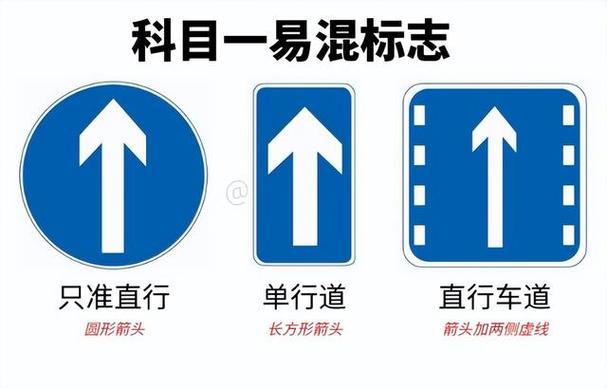 科目一易混标志
@
只准直行
单行道
直行车道
圆形箭头
长方形箭头
箭头加两侧虚线